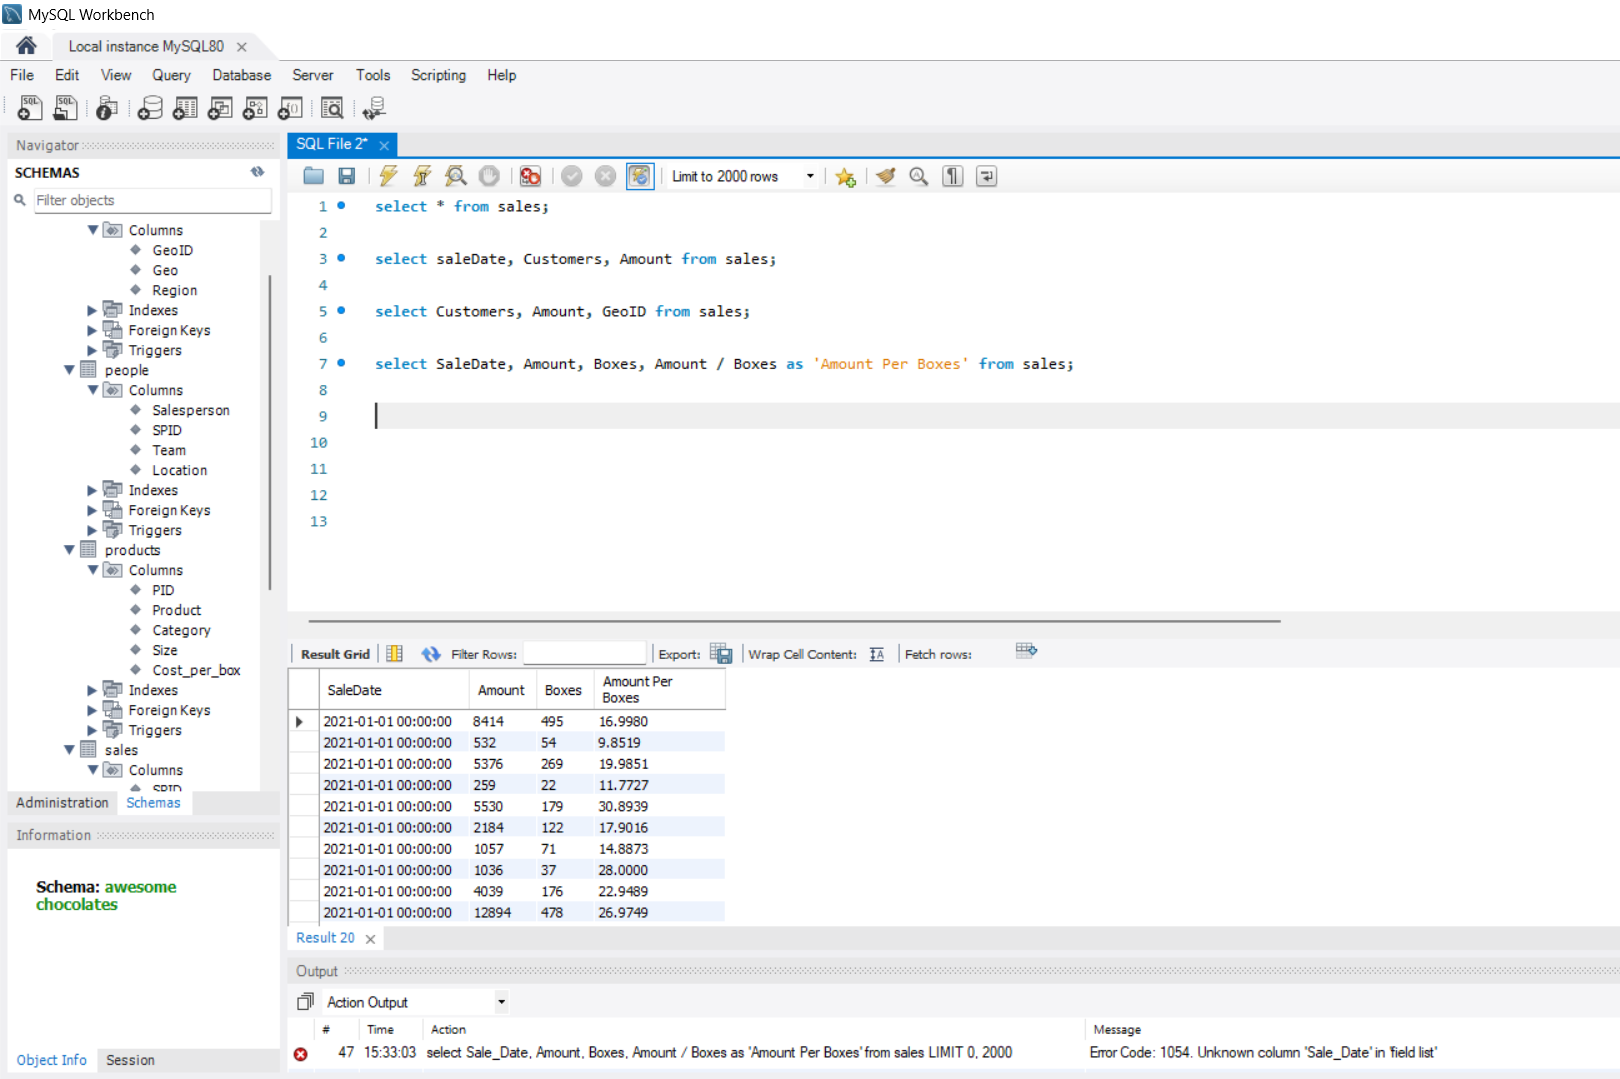 MySQL Workbench
Local instance MySQL80
File Edit View Query Database Server Tools Scripting Help
Navigator
SCHEMAS
Filter objects
Columns
GeoID
Geo
Region
Indexes
Foreign Keys
Triggers
people
Columns
Salesperson
SPID
Team
Location
Indexes
Foreign Keys
Triggers
products
Columns
PID
Product
Category
Size
Cost_per_box
Indexes
Foreign Keys
Triggers
sales
Columns
SPID
Administration Schemas
Information
Schema: awesome
chocolates
Object Info Session
SQL File 2*
Limit to 2000 rows
1 select * from sales;
2
3 select saleDate, Customers, Amount from sales;
4
5 select Customers, Amount, GeoID from sales;
6
7 select SaleDate, Amount, Boxes, Amount / Boxes as 'Amount Per Boxes' from sales;
8
9
10
11
12
13
Result Grid Filter Rows: Export: Wrap Cell Content: Fetch rows:
SaleDate Amount Boxes Amount Per Boxes
2021-01-01 00:00:00 8414 495 16.9980
2021-01-01 00:00:00 532 54 9.8519
2021-01-01 00:00:00 5376 269 19.9851
2021-01-01 00:00:00 259 22 11.7727
2021-01-01 00:00:00 5530 179 30.8939
2021-01-01 00:00:00 2184 122 17.9016
2021-01-01 00:00:00 1057 71 14.8873
2021-01-01 00:00:00 1036 37 28.0000
2021-01-01 00:00:00 4039 176 22.9489
2021-01-01 00:00:00 12894 478 26.9749
Result 20
Output
Action Output
# Time Action Message
47 15:33:03 select Sale_Date, Amount, Boxes, Amount / Boxes as 'Amount Per Boxes' from sales LIMIT 0, 2000 Error Code: 1054. Unknown column 'Sale_Date' in 'field list'